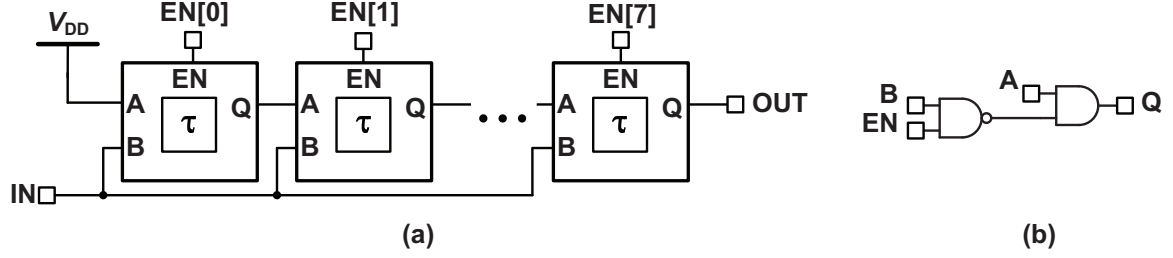 EN[0] EN[1] EN[7]
VDD
EN EN EN
A τ Q A τ Q A τ Q OUT
B B B
IN
A
B Q
EN
(a) (b)